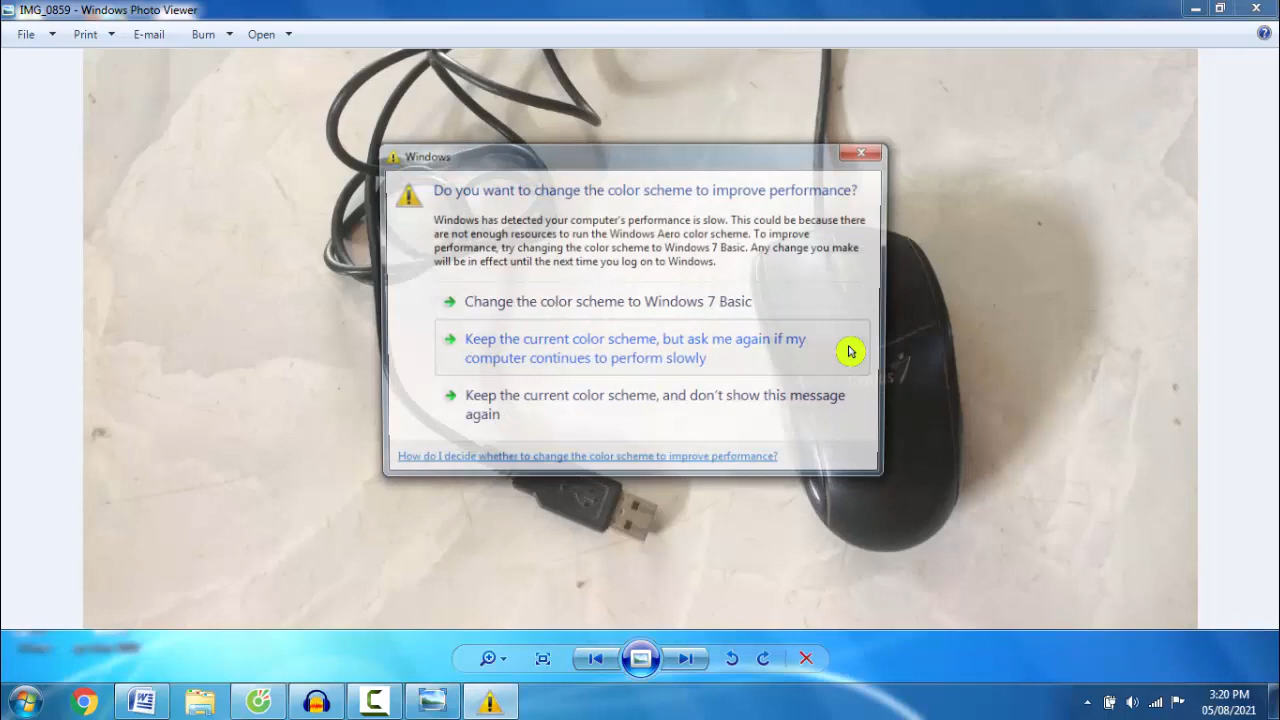 IMG_0859 - Windows Photo Viewer
File Print E-mail Burn Open
Windows
Do you want to change the color scheme to improve performance?
Windows has detected your computer's performance is slow. This could be because there
are not enough resources to run the Windows Aero color scheme. To improve
performance, try changing the color scheme to Windows 7 Basic. Any change you make
will be in effect until the next time you log on to Windows.
Change the color scheme to Windows 7 Basic
Keep the current color scheme, but ask me again if my
computer continues to perform slowly
Keep the current color scheme, and don't show this message
again
How do I decide whether to change the color scheme to improve performance?
3:20 PM
05/08/2021